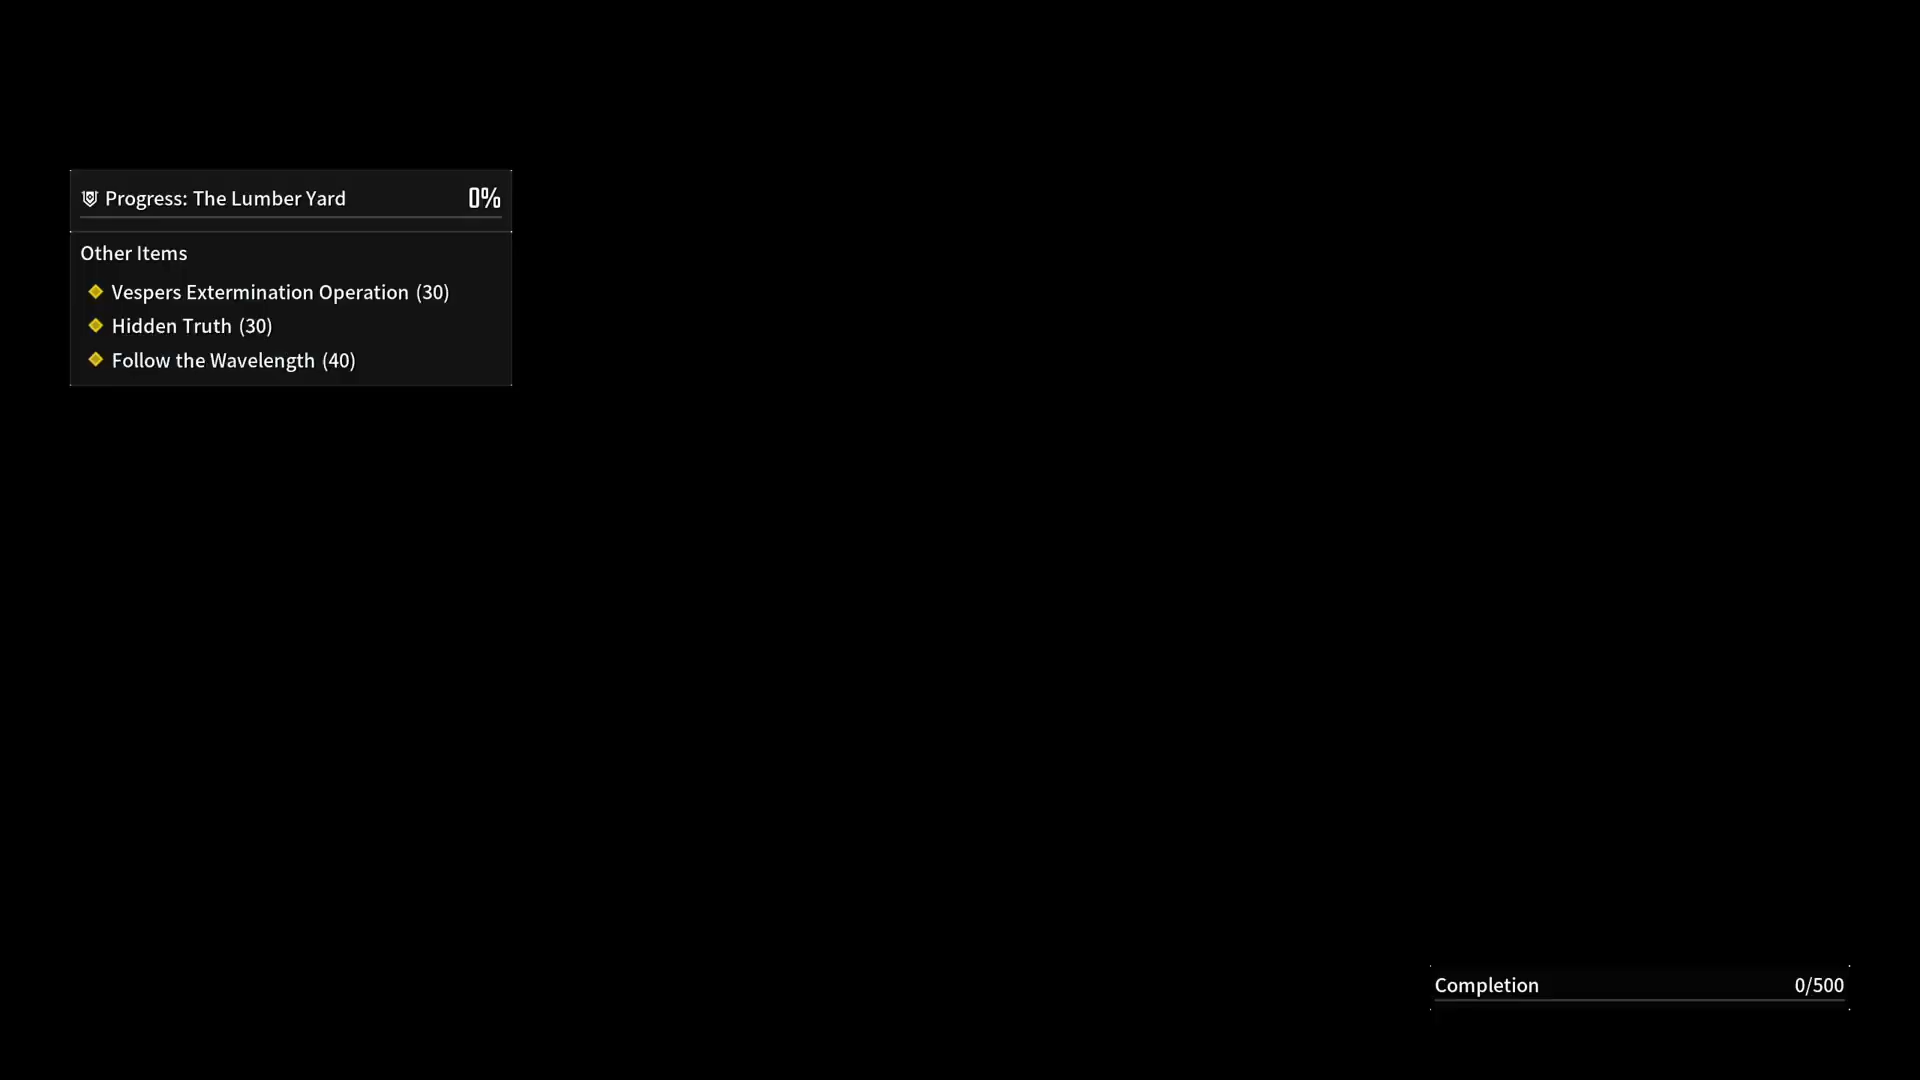 Progress: The Lumber Yard 0%
Other Items
Vespers Extermination Operation (30)
Hidden Truth (30)
Follow the Wavelength (40)
Completion 0/500